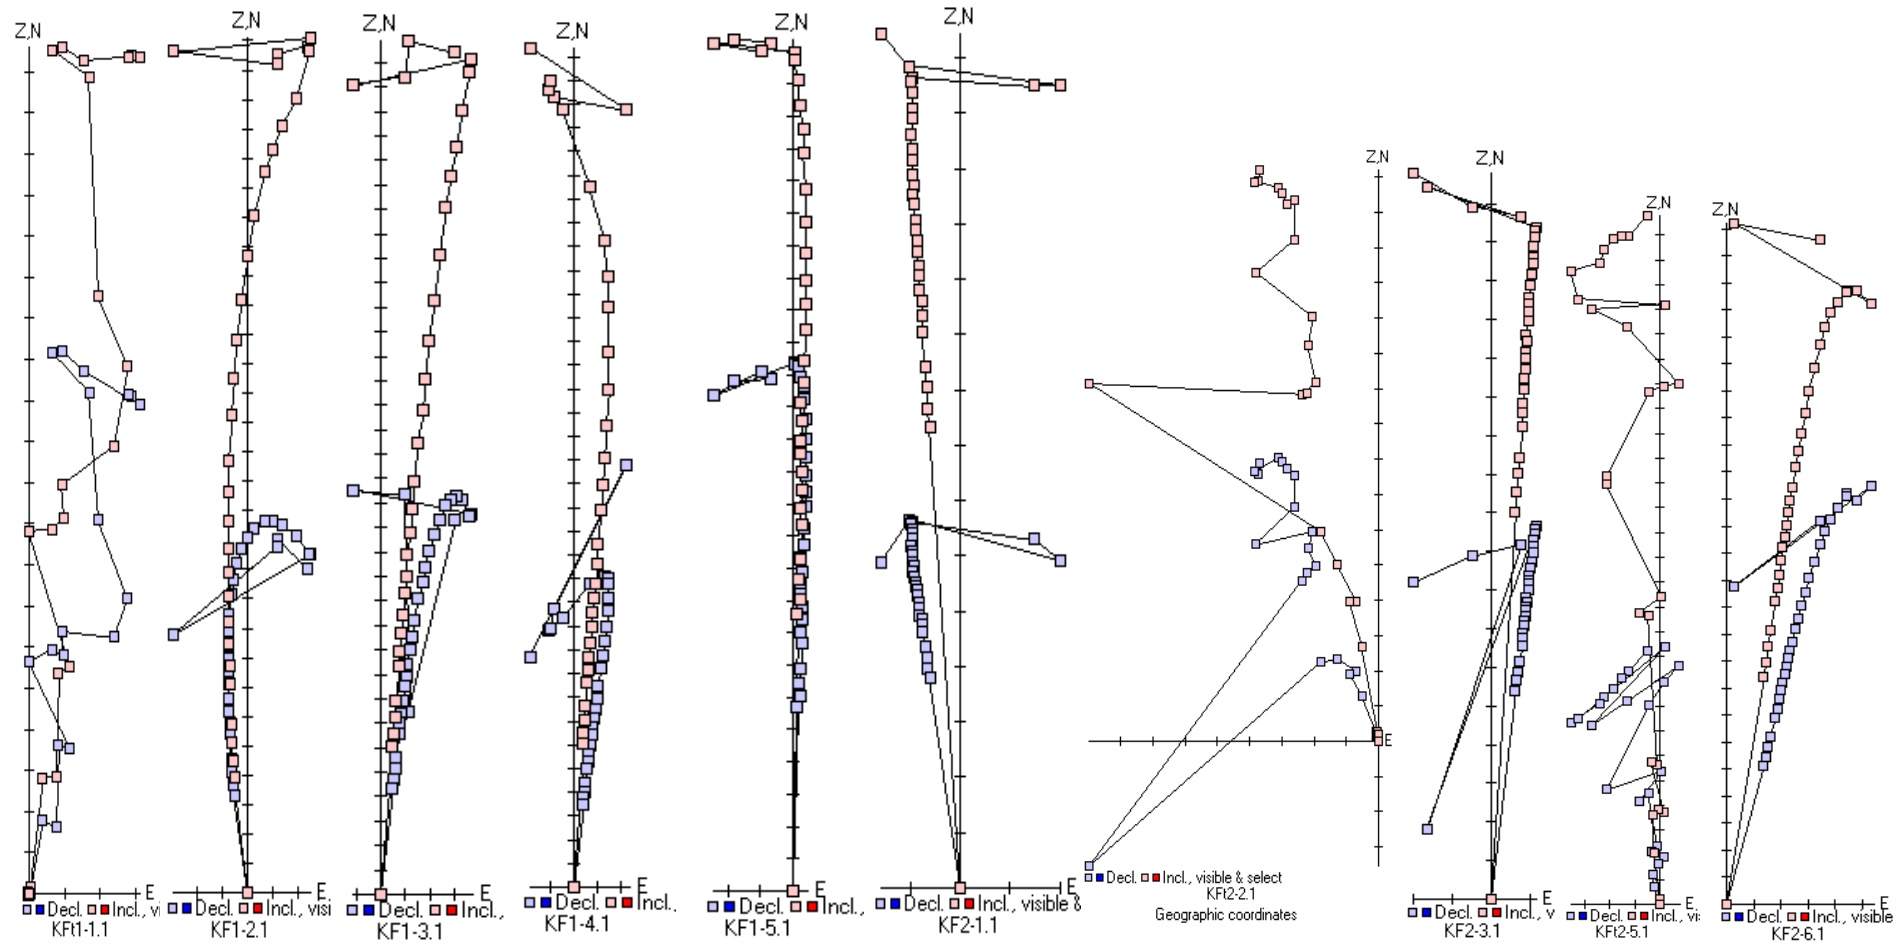 Z,N
E
Decl. Incl., vi
KFt1-1.1
Z,N
E
Decl. Incl., visi
KF1-2.1
Z,N
E
Decl. Incl.,
KF1-3.1
Z,N
E
Decl. Incl.,
KF1-4.1
Z,N
E
Decl. Incl.,
KF1-5.1
Z,N
E
Decl. Incl., visible &
KF2-1.1
Z,N
E
Decl. Incl., visible & select
KFt2-2.1
Geographic coordinates
Z,N
E
Decl. Incl., v
KF2-3.1
Z,N
E
Decl. Incl., vi
KFt2-5.1
Z,N
E
Decl. Incl., visible
KF2-6.1